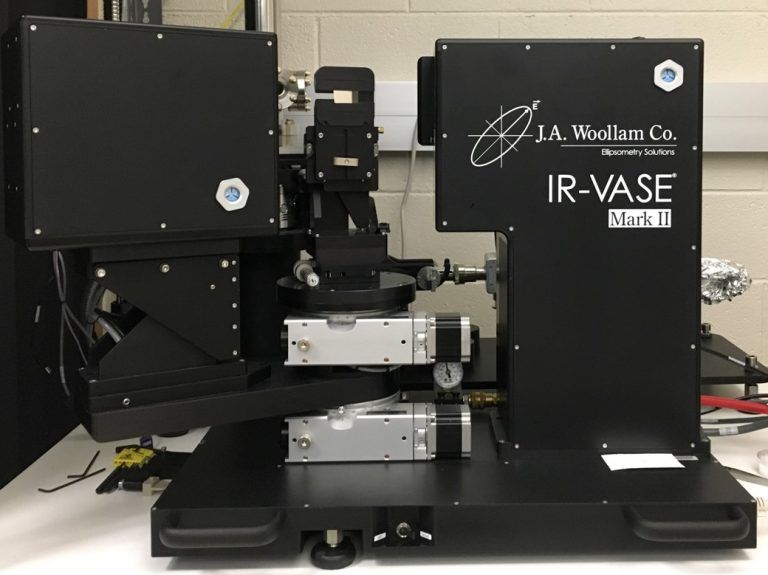 E
J.A. Woollam Co.
Ellipsometry Solutions
IR-VASE®
Mark II